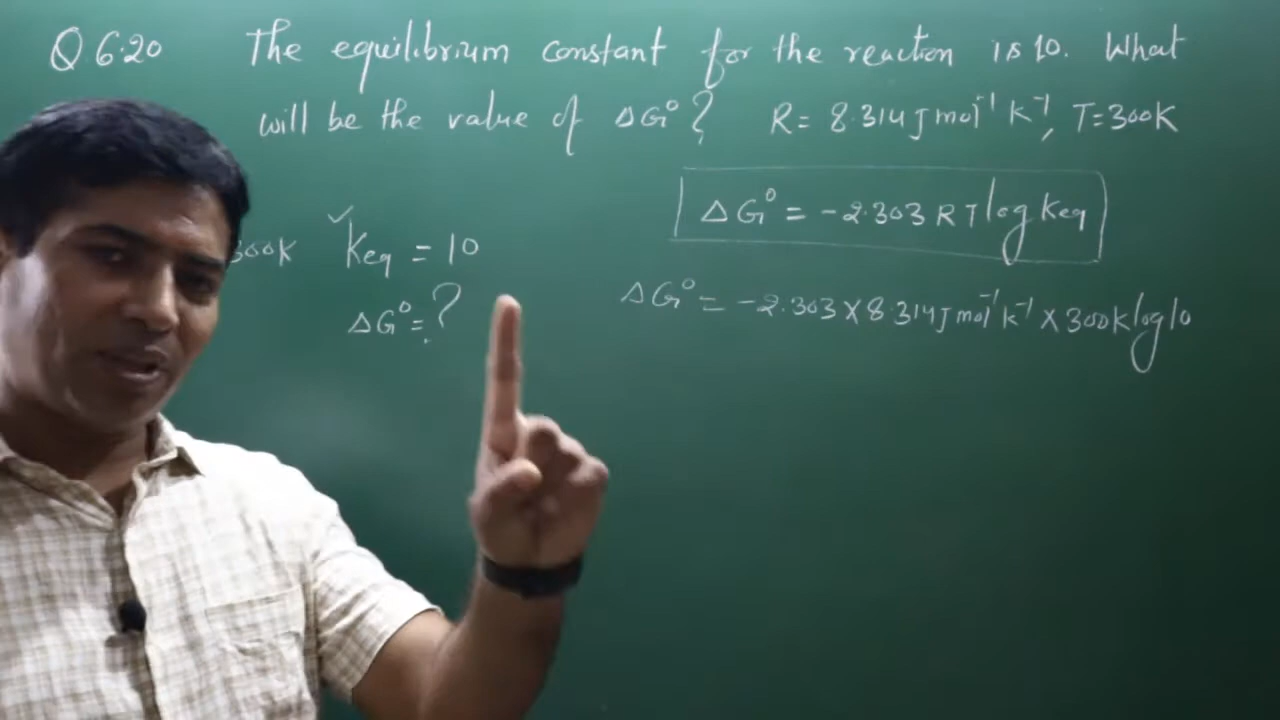 Q 6.20 The equilibrium constant for the reaction is 10. What
will be the value of ΔG°? R = 8.314 J mol⁻¹ K⁻¹, T = 300K
ΔG° = -2.303 RT log Keq
300K ✓Keq = 10
ΔG° = ?
ΔG° = -2.303 × 8.314 J mol⁻¹ K⁻¹ × 300K log 10